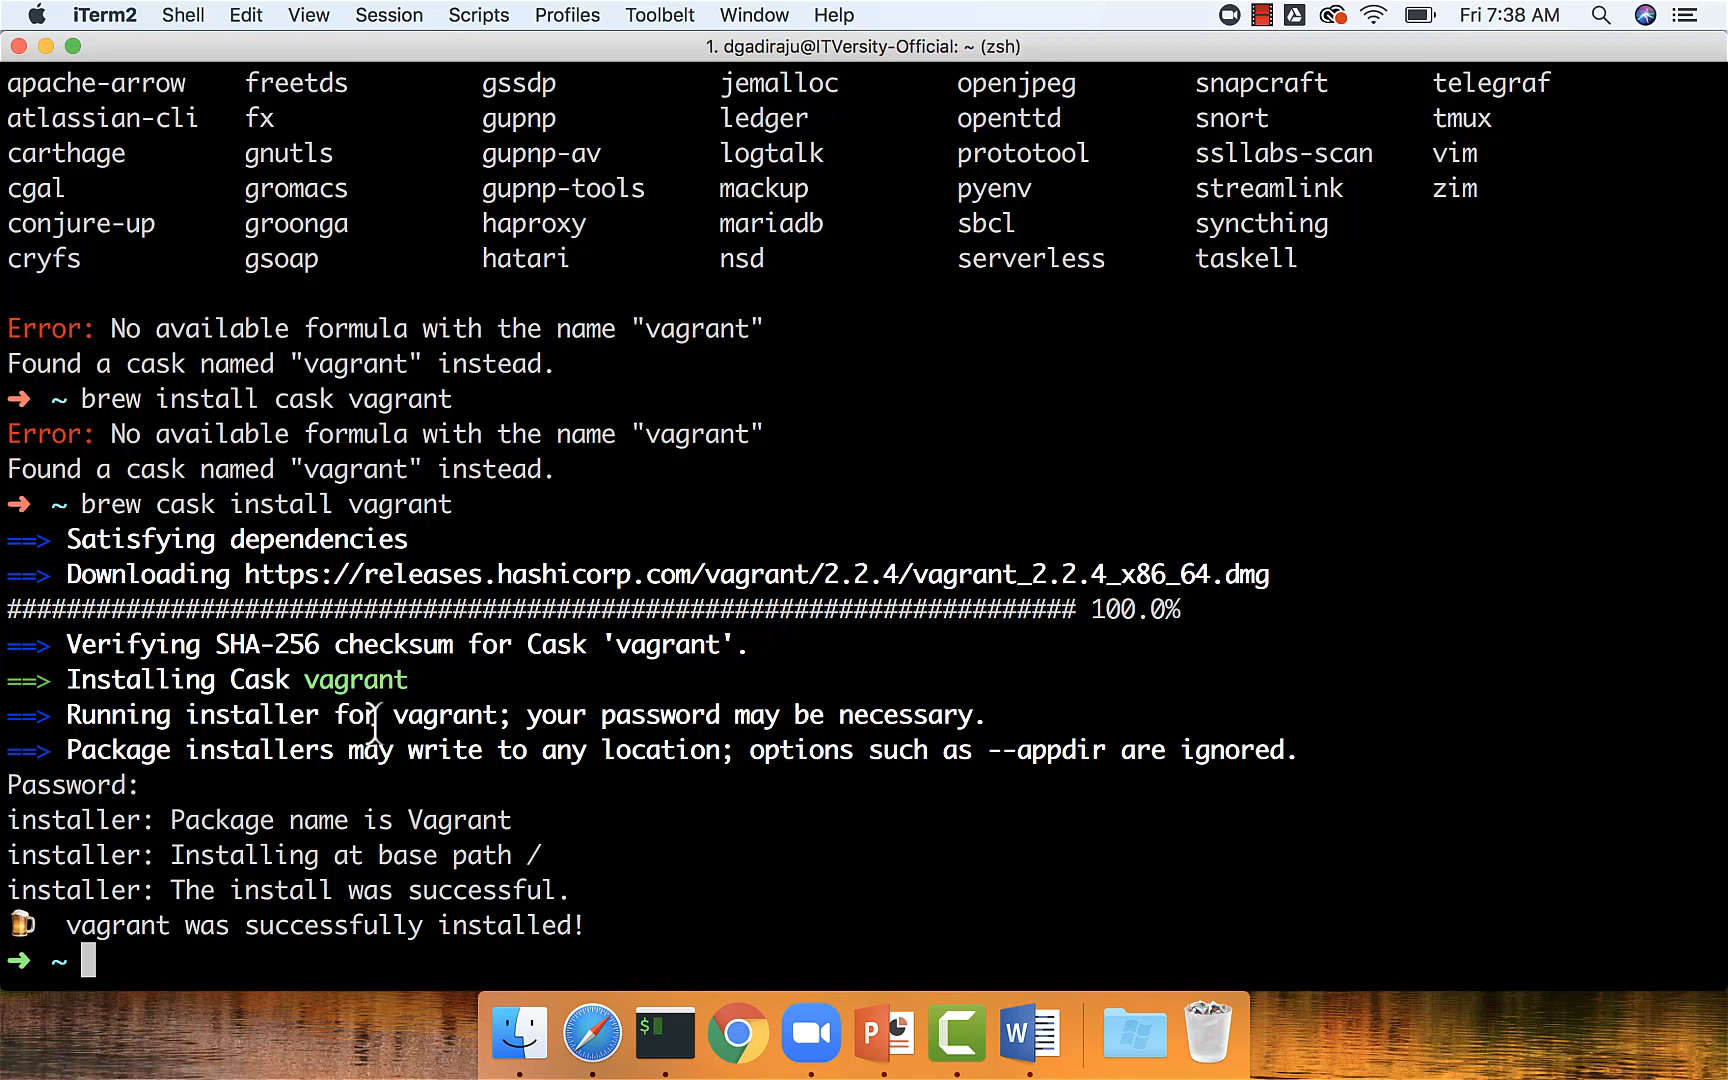 iTerm2 Shell Edit View Session Scripts Profiles Toolbelt Window Help Fri 7:38 AM
1. dgadiraju@ITVersity-Official: ~ (zsh)
apache-arrow freetds gssdp jemalloc openjpeg snapcraft telegraf
atlassian-cli fx gupnp ledger openttd snort tmux
carthage gnutls gupnp-av logtalk prototool ssllabs-scan vim
cgal gromacs gupnp-tools mackup pyenv streamlink zim
conjure-up groonga haproxy mariadb sbcl syncthing
cryfs gsoap hatari nsd serverless taskell
Error: No available formula with the name "vagrant"
Found a cask named "vagrant" instead.
➜ ~ brew install cask vagrant
Error: No available formula with the name "vagrant"
Found a cask named "vagrant" instead.
➜ ~ brew cask install vagrant
==> Satisfying dependencies
==> Downloading https://releases.hashicorp.com/vagrant/2.2.4/vagrant_2.2.4_x86_64.dmg
######################################################################## 100.0%
==> Verifying SHA-256 checksum for Cask 'vagrant'.
==> Installing Cask vagrant
==> Running installer for vagrant; your password may be necessary.
==> Package installers may write to any location; options such as --appdir are ignored.
Password:
installer: Package name is Vagrant
installer: Installing at base path /
installer: The install was successful.
🍺 vagrant was successfully installed!
➜ ~
$ P C W